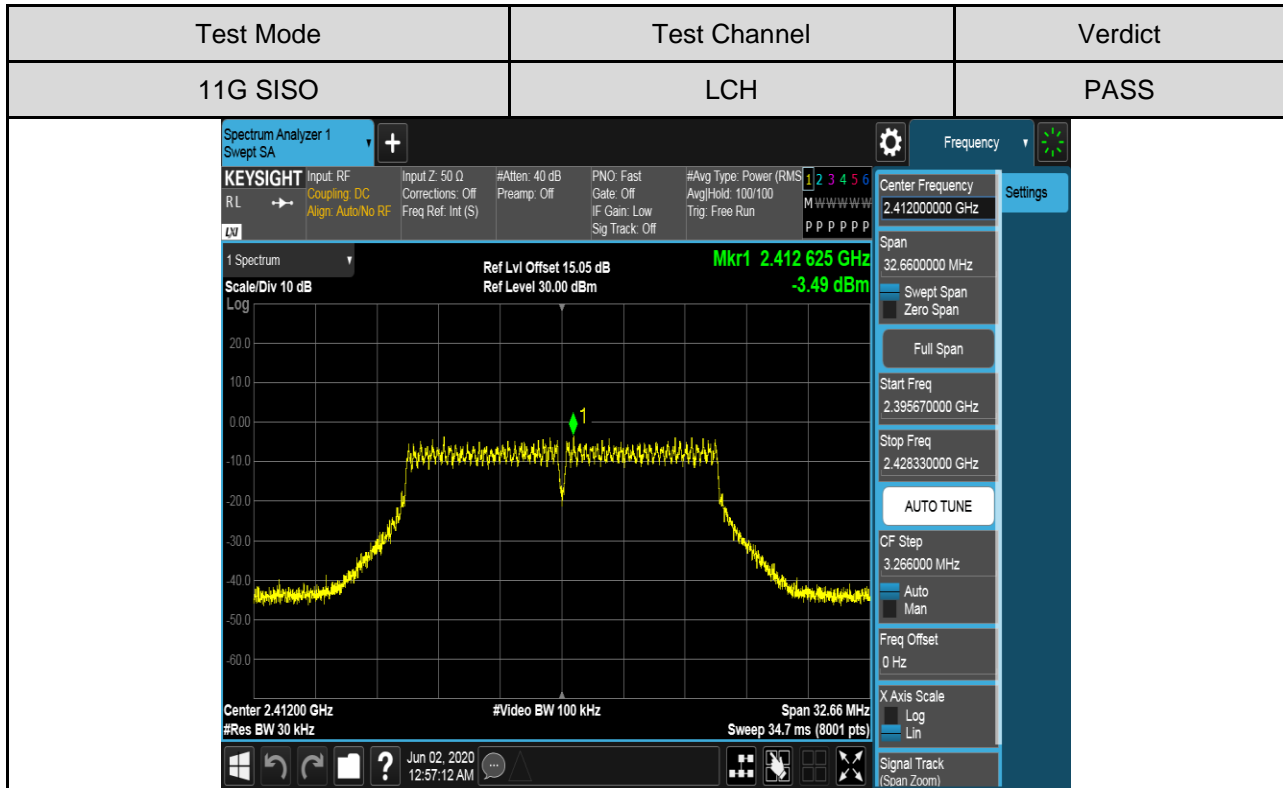 Test Mode Test Channel Verdict
11G SISO LCH PASS
Spectrum Analyzer 1
Swept SA
+
Frequency
KEYSIGHT Input: RF Input Z: 50 Ω #Atten: 40 dB PNO: Fast #Avg Type: Power (RMS 1 2 3 4 5 6
Coupling: DC Corrections: Off Preamp: Off Gate: Off Avg|Hold: 100/100
RL Align: Auto/No RF Freq Ref: Int (S) IF Gain: Low Trig: Free Run M W W W W W
LXI Sig Track: Off P P P P P P
Center Frequency
2.412000000 GHz
Settings
1 Spectrum
Ref Lvl Offset 15.05 dB
Mkr1 2.412 625 GHz
Scale/Div 10 dB
Ref Level 30.00 dBm
-3.49 dBm
Log
20.0
10.0
0.00
-10.0
-20.0
-30.0
-40.0
-50.0
-60.0
1
Center 2.41200 GHz #Video BW 100 kHz Span 32.66 MHz
#Res BW 30 kHz Sweep 34.7 ms (8001 pts)
Span
32.6600000 MHz
Swept Span
Zero Span
Full Span
Start Freq
2.395670000 GHz
Stop Freq
2.428330000 GHz
AUTO TUNE
CF Step
3.266000 MHz
Auto
Man
Freq Offset
0 Hz
X Axis Scale
Log
Lin
Signal Track
(Span Zoom)
?
Jun 02, 2020
12:57:12 AM